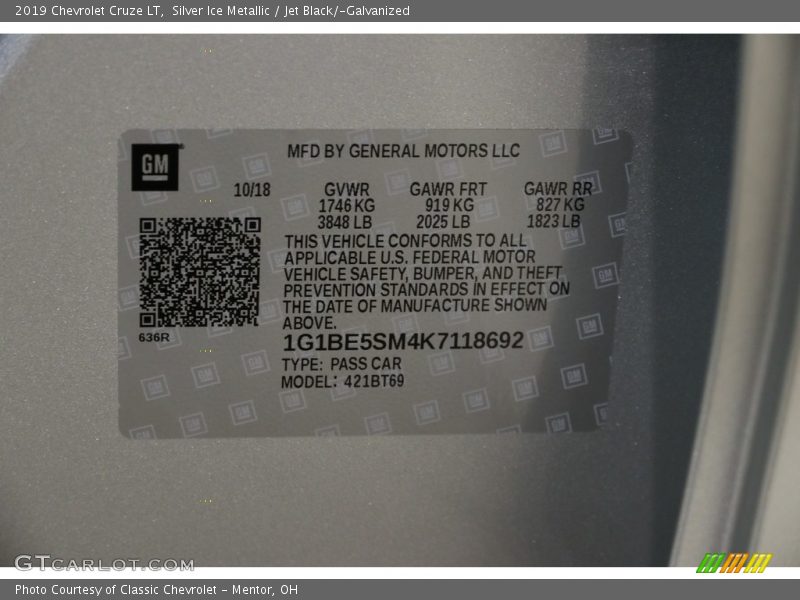 2019 Chevrolet Cruze LT, Silver Ice Metallic / Jet Black/-Galvanized
GM
MFD BY GENERAL MOTORS LLC
10/18 GVWR GAWR FRT GAWR RR
1746 KG 919 KG 827 KG
3848 LB 2025 LB 1823 LB
THIS VEHICLE CONFORMS TO ALL
APPLICABLE U.S. FEDERAL MOTOR
VEHICLE SAFETY, BUMPER, AND THEFT
PREVENTION STANDARDS IN EFFECT ON
THE DATE OF MANUFACTURE SHOWN
ABOVE.
636R
1G1BE5SM4K7118692
TYPE: PASS CAR
MODEL: 421BT69
GTCARLOT.COM
Photo Courtesy of Classic Chevrolet - Mentor, OH